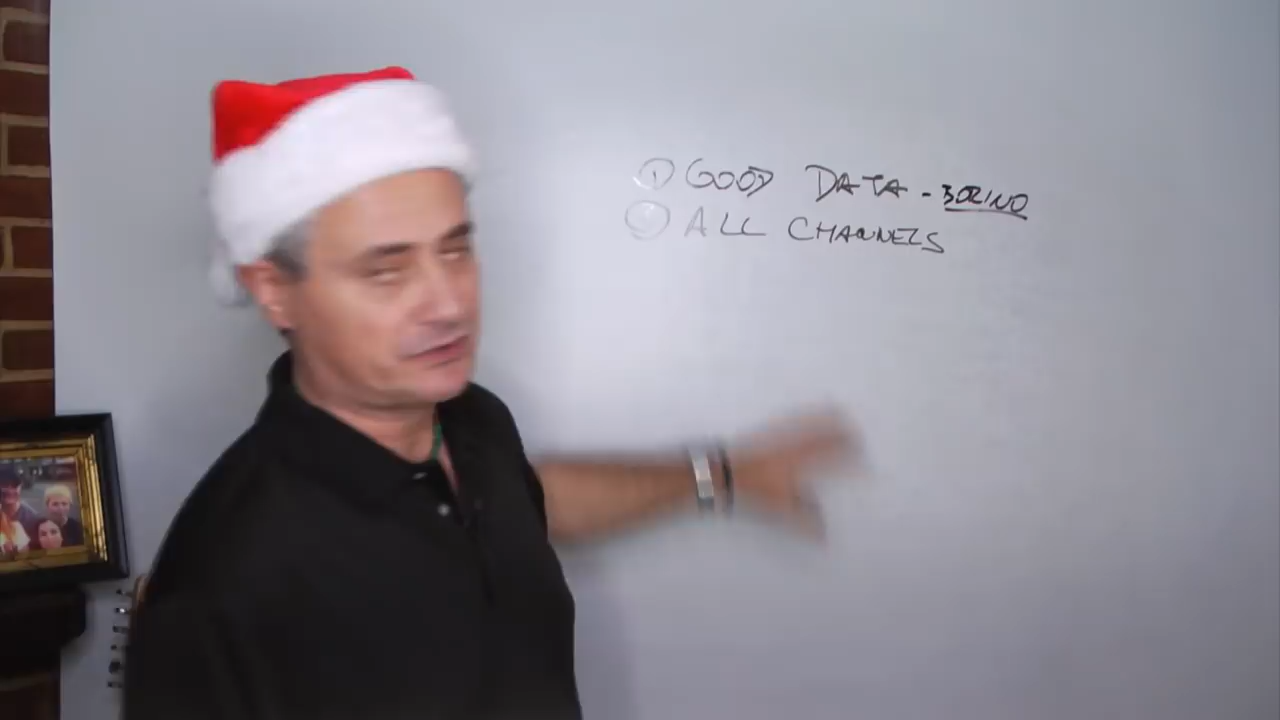 ① GOOD DATA - BORING
② ALL CHANNELS